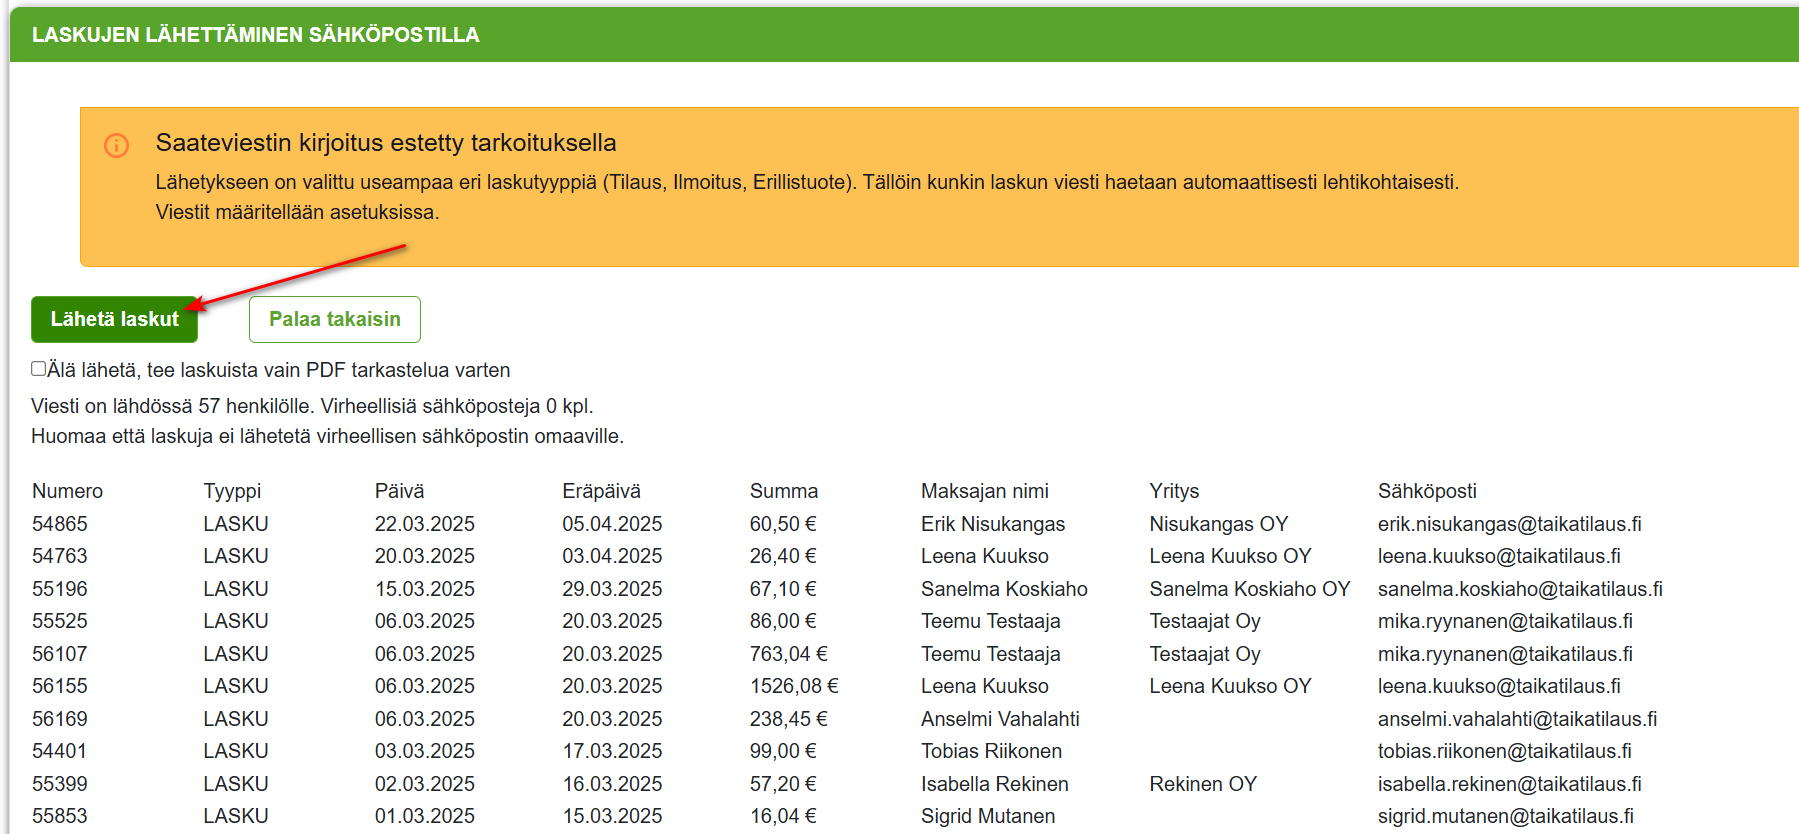 LASKUJEN LÄHETTÄMINEN SÄHKÖPOSTILLA
Saateviestin kirjoitus estetty tarkoituksella
Lähetykseen on valittu useampaa eri laskutyyppiä (Tilaus, Ilmoitus, Erillistuote). Tällöin kunkin laskun viesti haetaan automaattisesti lehtikohtaisesti.
Viestit määritellään asetuksissa.
Lähetä laskut Palaa takaisin
Älä lähetä, tee laskuista vain PDF tarkastelua varten
Viesti on lähdössä 57 henkilölle. Virheellisiä sähköposteja 0 kpl.
Huomaa että laskuja ei lähetetä virheellisen sähköpostin omaaville.
Numero Tyyppi Päivä Eräpäivä Summa Maksajan nimi Yritys Sähköposti
54865 LASKU 22.03.2025 05.04.2025 60,50 € Erik Nisukangas Nisukangas OY erik.nisukangas@taikatilaus.fi
54763 LASKU 20.03.2025 03.04.2025 26,40 € Leena Kuukso Leena Kuukso OY leena.kuukso@taikatilaus.fi
55196 LASKU 15.03.2025 29.03.2025 67,10 € Sanelma Koskiaho Sanelma Koskiaho OY sanelma.koskiaho@taikatilaus.fi
55525 LASKU 06.03.2025 20.03.2025 86,00 € Teemu Testaaja Testaajat Oy mika.ryynanen@taikatilaus.fi
56107 LASKU 06.03.2025 20.03.2025 763,04 € Teemu Testaaja Testaajat Oy mika.ryynanen@taikatilaus.fi
56155 LASKU 06.03.2025 20.03.2025 1526,08 € Leena Kuukso Leena Kuukso OY leena.kuukso@taikatilaus.fi
56169 LASKU 06.03.2025 20.03.2025 238,45 € Anselmi Vahalahti anselmi.vahalahti@taikatilaus.fi
54401 LASKU 03.03.2025 17.03.2025 99,00 € Tobias Riikonen tobias.riikonen@taikatilaus.fi
55399 LASKU 02.03.2025 16.03.2025 57,20 € Isabella Rekinen Rekinen OY isabella.rekinen@taikatilaus.fi
55853 LASKU 01.03.2025 15.03.2025 16,04 € Sigrid Mutanen sigrid.mutanen@taikatilaus.fi